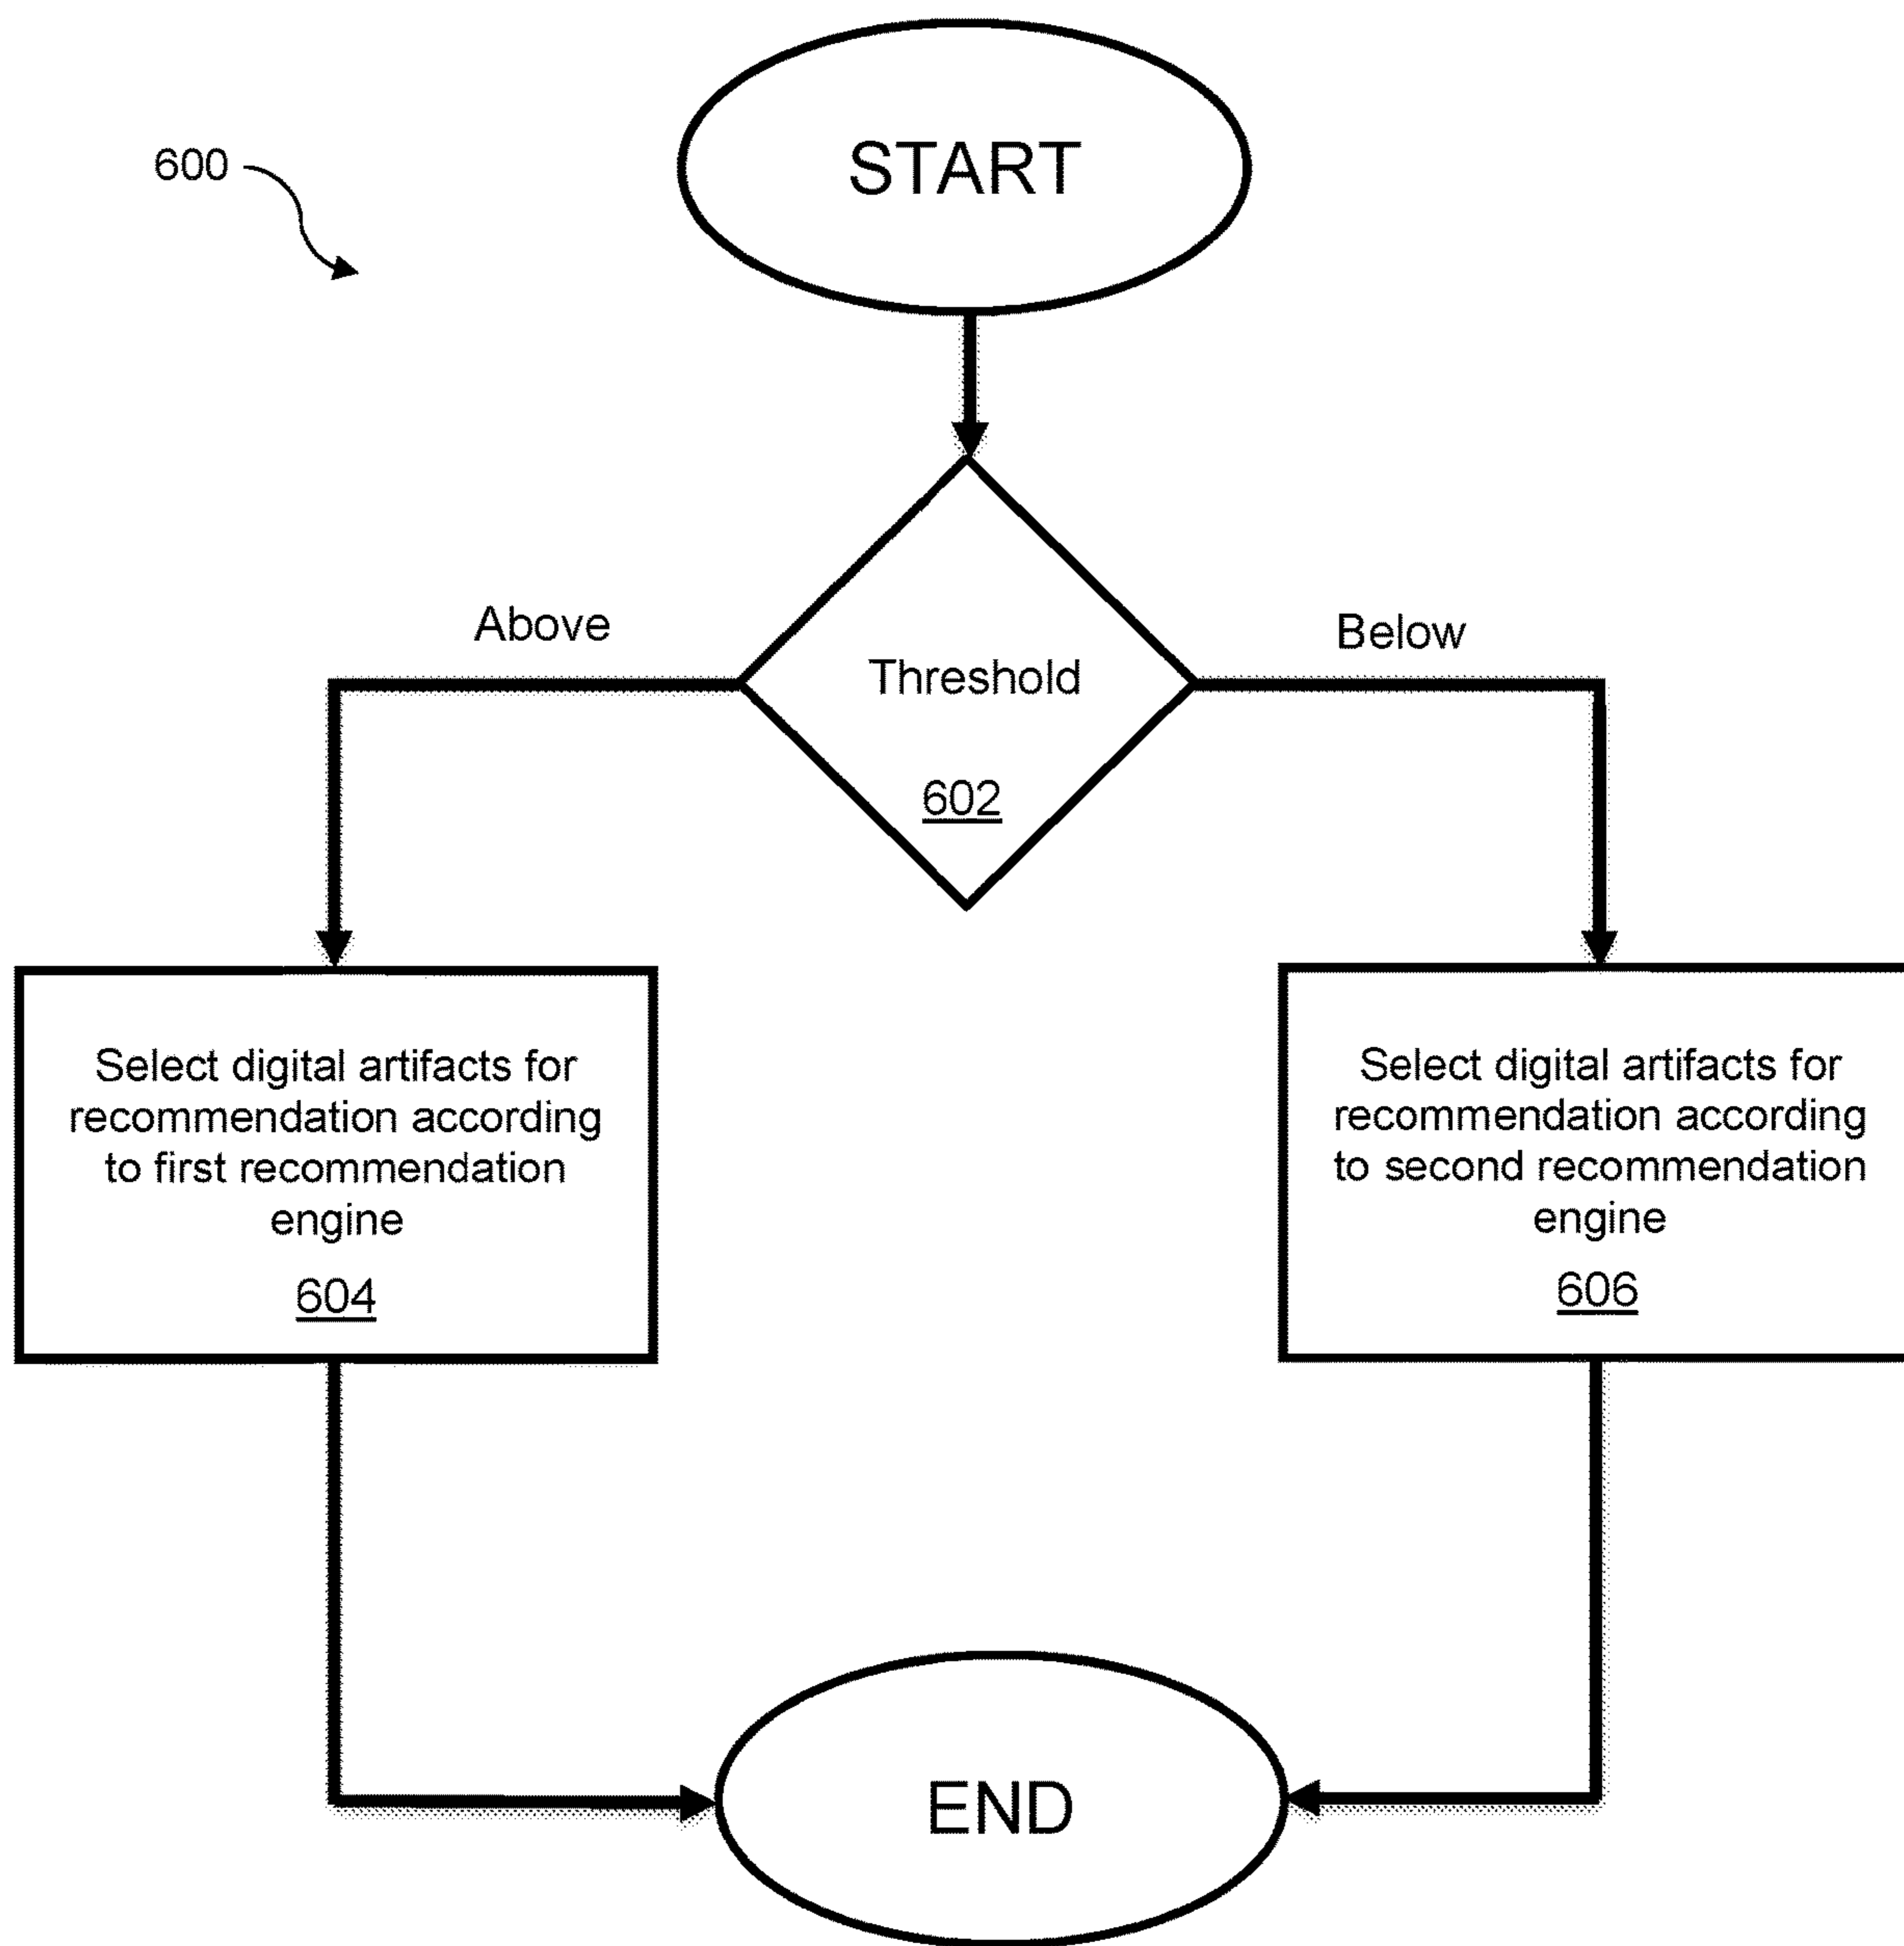 START
600
Above
Below
Threshold
602
Select digital artifacts for
recommendation according
to first recommendation
engine
604
Select digital artifacts for
recommendation according
to second recommendation
engine
606
END